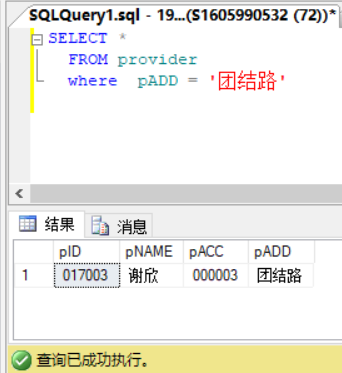 SQLQuery1.sql - 19...(S1605990532 (72))*
SELECT *
FROM provider
where pADD = '团结路'
结果 消息
pID pNAME pACC pADD
1 017003 谢欣 000003 团结路
查询已成功执行。